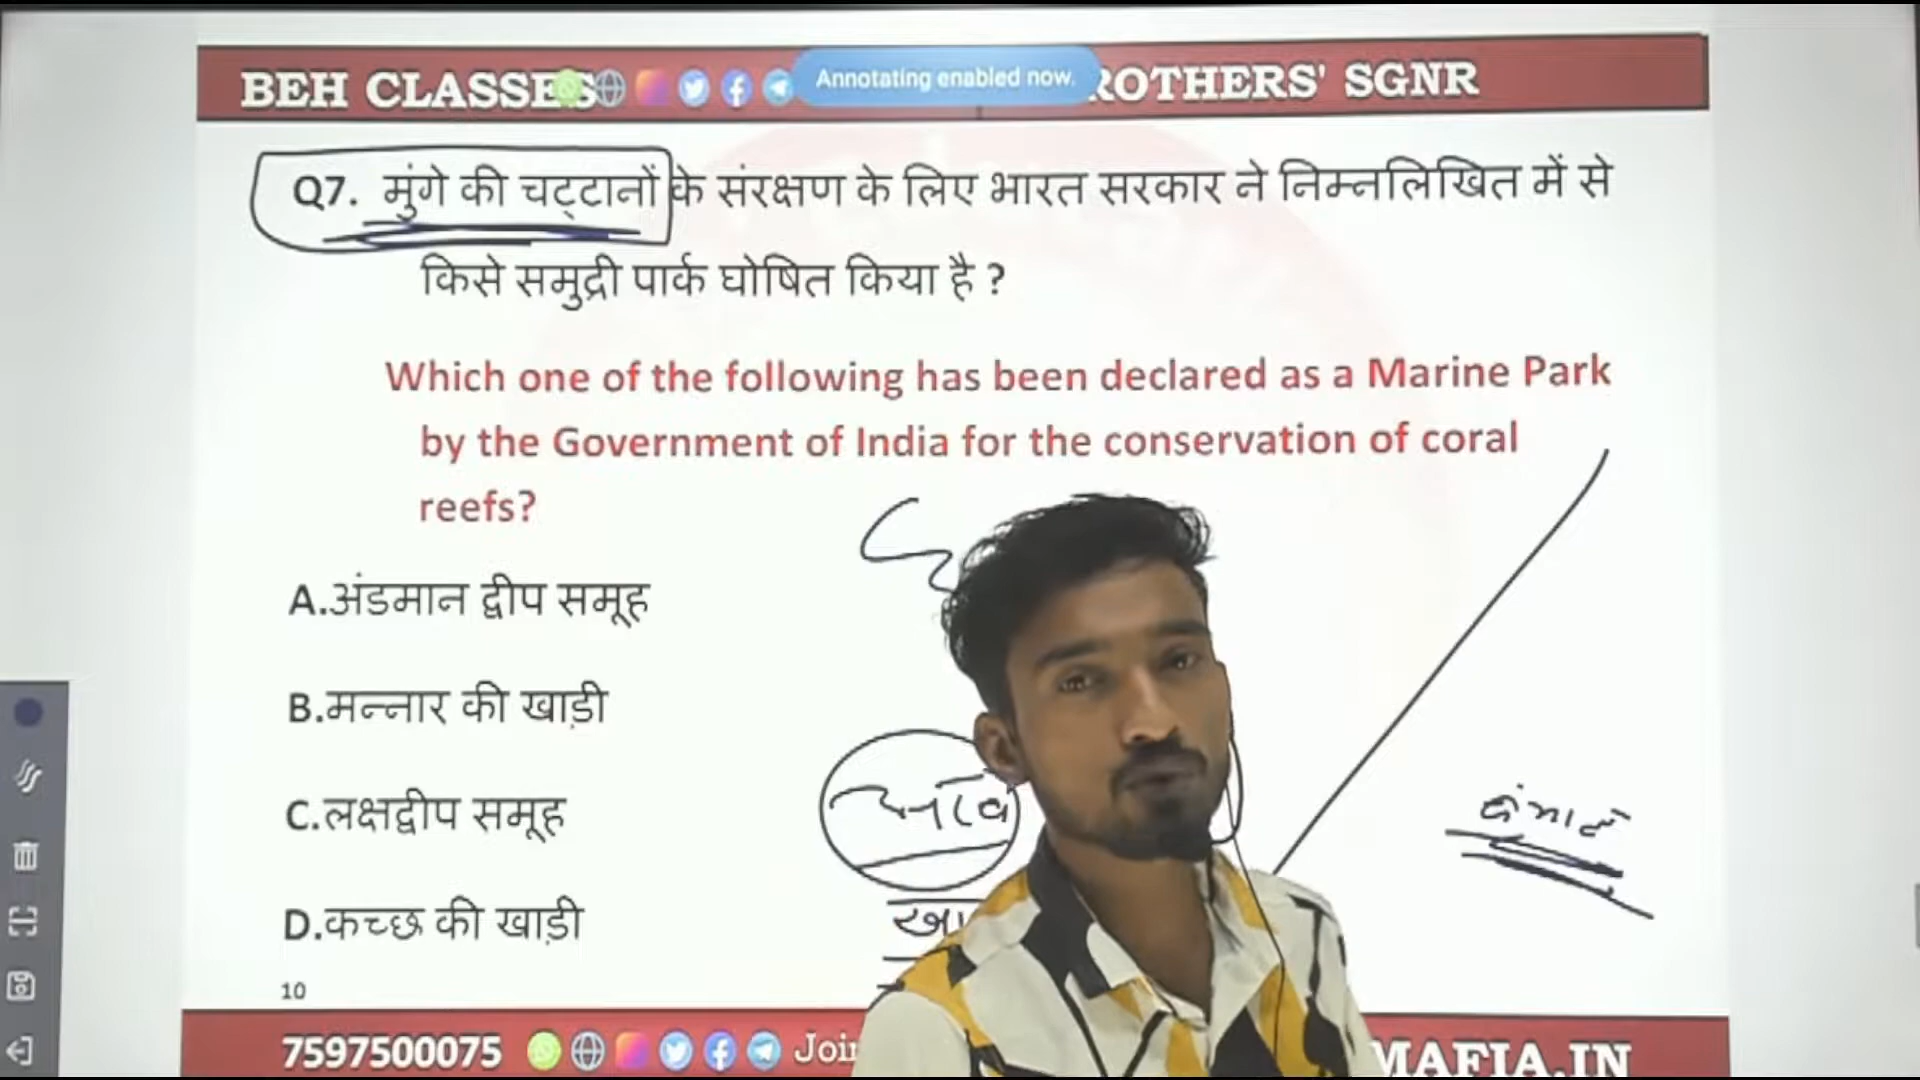 BEH CLASSES
Annotating enabled now.
ROTHERS' SGNR
Q7. मुंगे की चट्टानों के संरक्षण के लिए भारत सरकार ने निम्नलिखित में से
किसे समुद्री पार्क घोषित किया है ?
Which one of the following has been declared as a Marine Park
by the Government of India for the conservation of coral
reefs?
A.अंडमान द्वीप समूह
B.मन्नार की खाड़ी
C.लक्षद्वीप समूह
D.कच्छ की खाड़ी
10
7597500075
MAFIA.IN